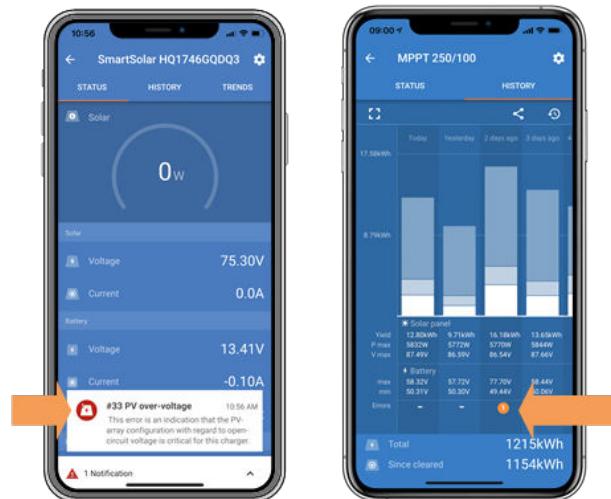 10:56
SmartSolar HQ1746GQDQ3
STATUS HISTORY TRENDS
Solar
0w
Solar
Voltage 75.30V
Current 0.0A
Battery
Voltage 13.41V
Current -0.10A
#33 PV over-voltage 10:56 AM
This error is an indication that the PV-
array configuration with regard to open-
circuit voltage is critical for this charger.
1 Notification
09:00
MPPT 250/100
STATUS HISTORY
Today Yesterday 2 days ago 3 days ago 4
17.58kWh
8.79kWh
Solar panel
Yield 12.80kWh 9.71kWh 16.18kWh 13.65kWh
P max 5832W 5772W 5770W 5844W
V max 87.49V 86.59V 86.54V 87.66V
Battery
max 58.32V 57.72V 77.70V 58.44V
min 50.31V 50.30V 49.44V
Errors – – 1
Total 1215kWh
Since cleared 1154kWh